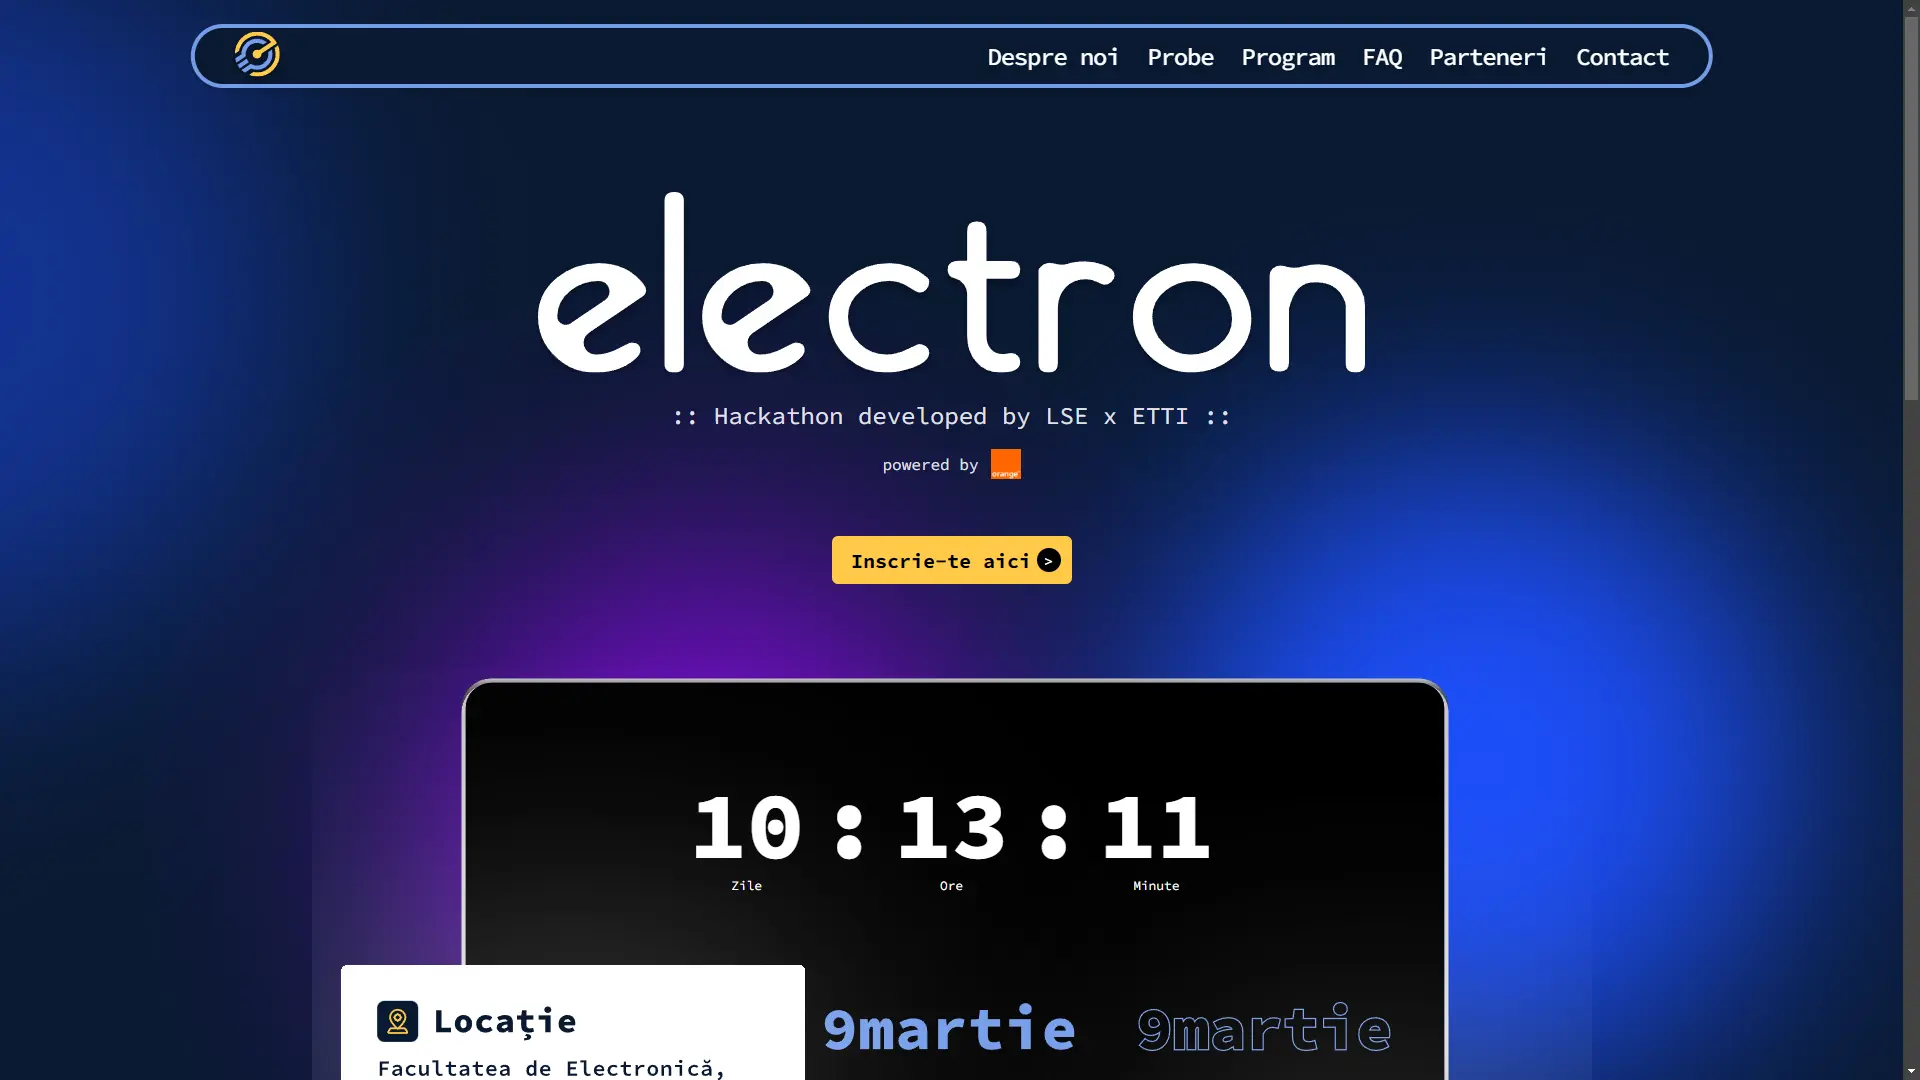 Despre noi Probe Program FAQ Parteneri Contact
electron
:: Hackathon developed by LSE x ETTI ::
powered by orange
Inscrie-te aici >
10 : 13 : 11
Zile Ore Minute
Locație
9martie 9martie
Facultatea de Electronică,